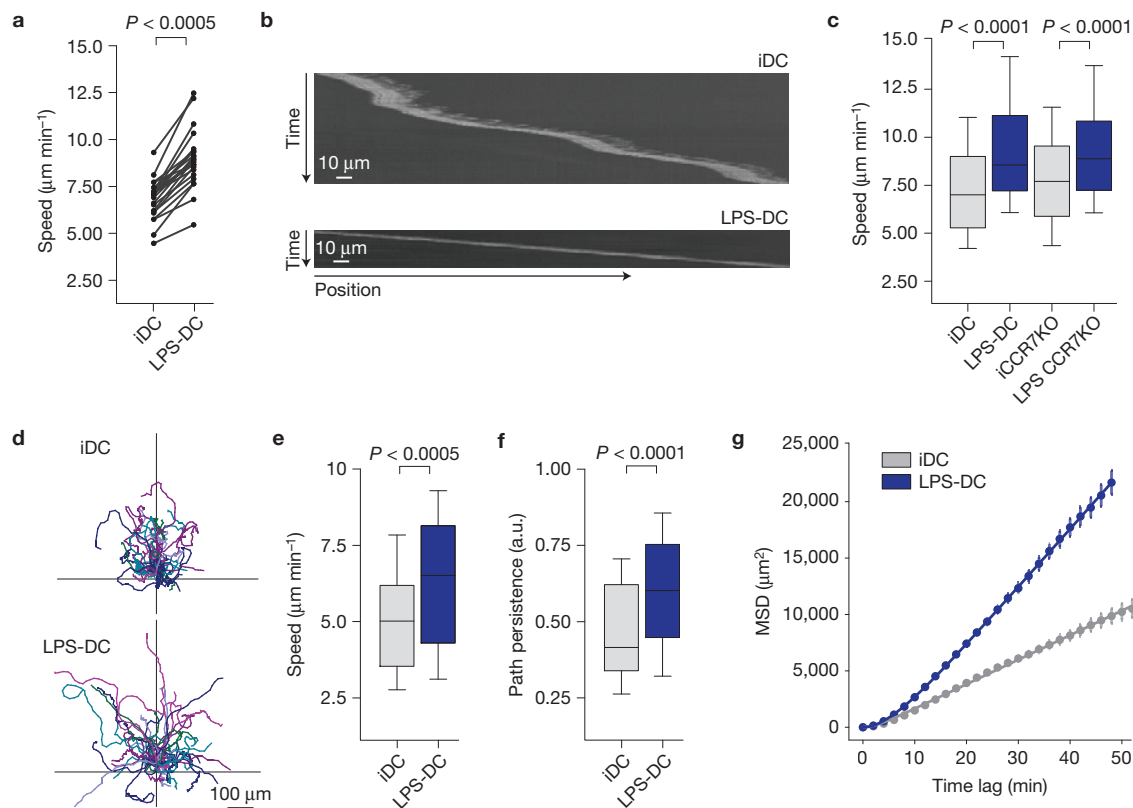 a
P < 0.0005
Speed (µm min−1)
15.0
12.5
10.0
7.50
5.00
2.50
iDC
LPS-DC
b
iDC
Time
10 µm
LPS-DC
Time
10 µm
Position
c
P < 0.0001
P < 0.0001
Speed (µm min−1)
15.0
12.5
10.0
7.50
5.00
2.50
iDC
LPS-DC
iCCR7KO
LPS CCR7KO
d
iDC
LPS-DC
100 µm
e
P < 0.0005
Speed (µm min−1)
10
7.5
5.0
2.5
iDC
LPS-DC
f
P < 0.0001
Path persistence (a.u.)
1.00
0.75
0.50
0.25
iDC
LPS-DC
g
iDC
LPS-DC
MSD (µm2)
25,000
20,000
15,000
10,000
5,000
0
0
10
20
30
40
50
Time lag (min)